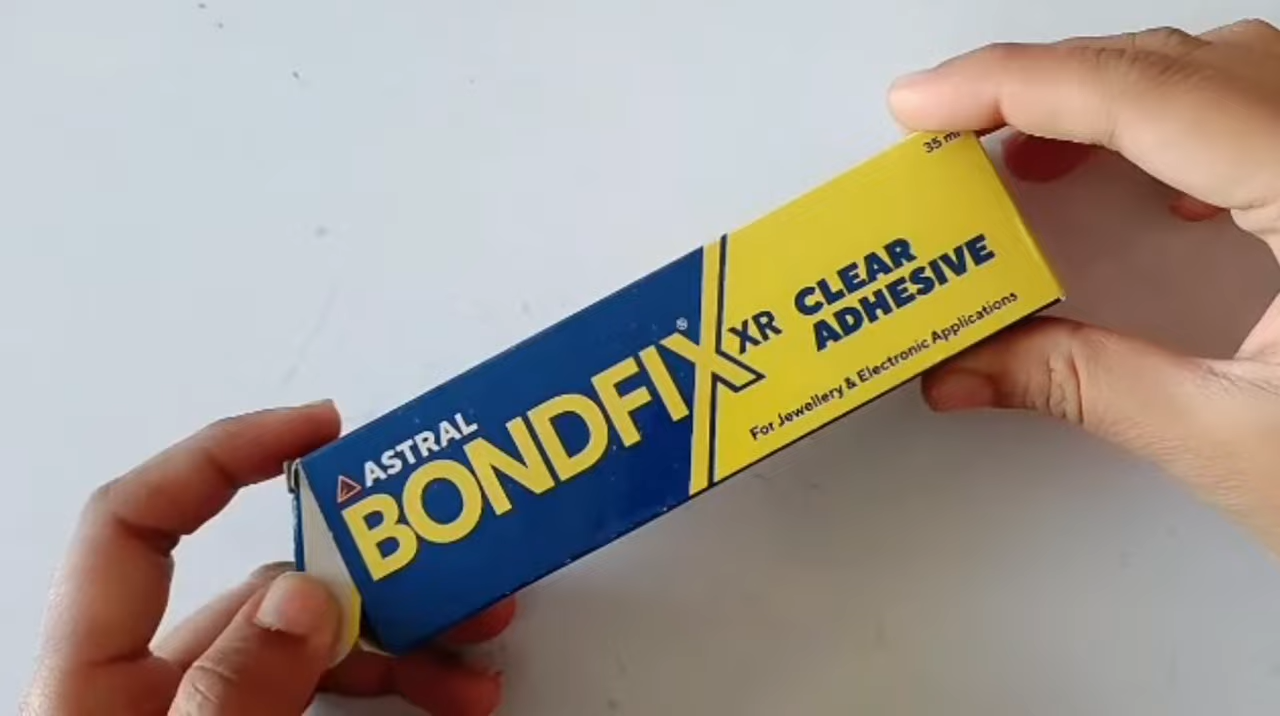 ASTRAL
BONDFIX® XR
CLEAR
ADHESIVE
For Jewellery & Electronic Applications
35 ml